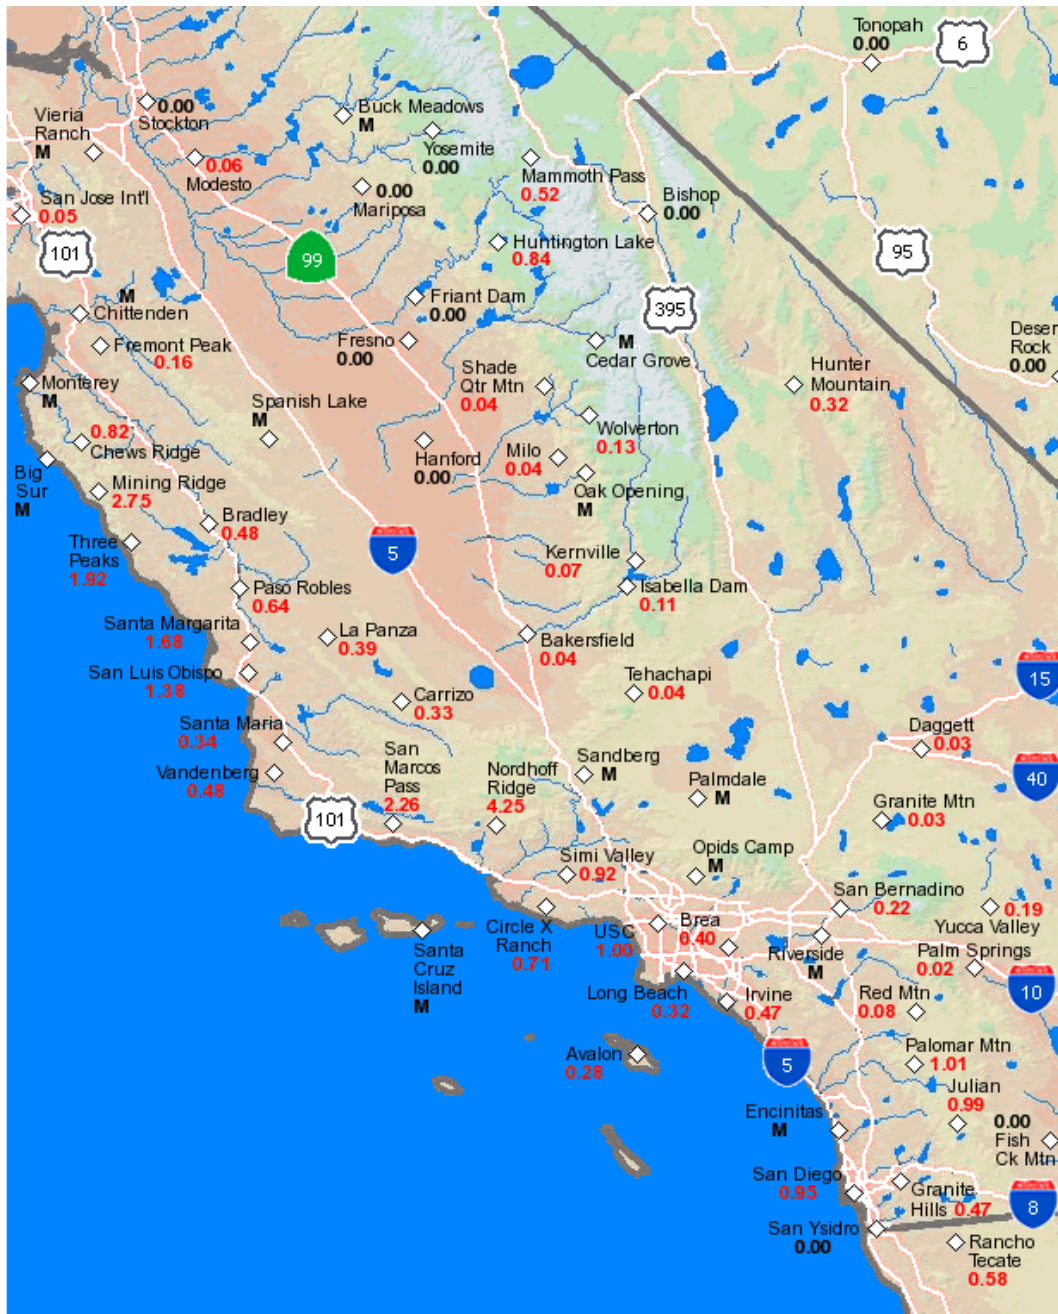 Tonopah
0.00
6
Vieria
Ranch
M
0.00
Stockton
Buck Meadows
M
Yosemite
0.00
0.06
Modesto
Mammoth Pass
0.52
0.00
Mariposa
San Jose Int'l
0.05
Bishop
0.00
101
99
Huntington Lake
0.84
95
M
Chittenden
Friant Dam
0.00
395
Fremont Peak
0.16
Fresno
0.00
M
Cedar Grove
Deser
Rock
0.00
Monterey
M
Shade
Qtr Mtn
0.04
Hunter
Mountain
0.32
Spanish Lake
M
Wolverton
0.13
0.82
Chews Ridge
Hanford
0.00
Milo
0.04
Big
Sur
M
Mining Ridge
2.75
Oak Opening
M
Bradley
0.48
Three
Peaks
1.92
5
Kernville
0.07
Paso Robles
0.64
Isabella Dam
0.11
Santa Margarita
1.68
La Panza
0.39
Bakersfield
0.04
San Luis Obispo
1.38
Carrizo
0.33
Tehachapi
0.04
15
Santa Maria
0.34
Daggett
0.03
Vandenberg
0.48
San
Marcos
Pass
2.26
Nordhoff
Ridge
4.25
Sandberg
M
Palmdale
M
40
101
Granite Mtn
0.03
Simi Valley
0.92
Opids Camp
M
San Bernadino
0.22
0.19
Yucca Valley
Santa
Cruz
Island
M
Circle X
Ranch
0.71
USC
1.00
Brea
0.40
Riverside
M
Palm Springs
0.02
Long Beach
0.32
Irvine
0.47
Red Mtn
0.08
10
Avalon
0.28
5
Palomar Mtn
1.01
Julian
0.99
Encinitas
M
0.00
Fish
Ck Mtn
San Diego
0.95
Granite
Hills 0.47
8
San Ysidro
0.00
Rancho
Tecate
0.58